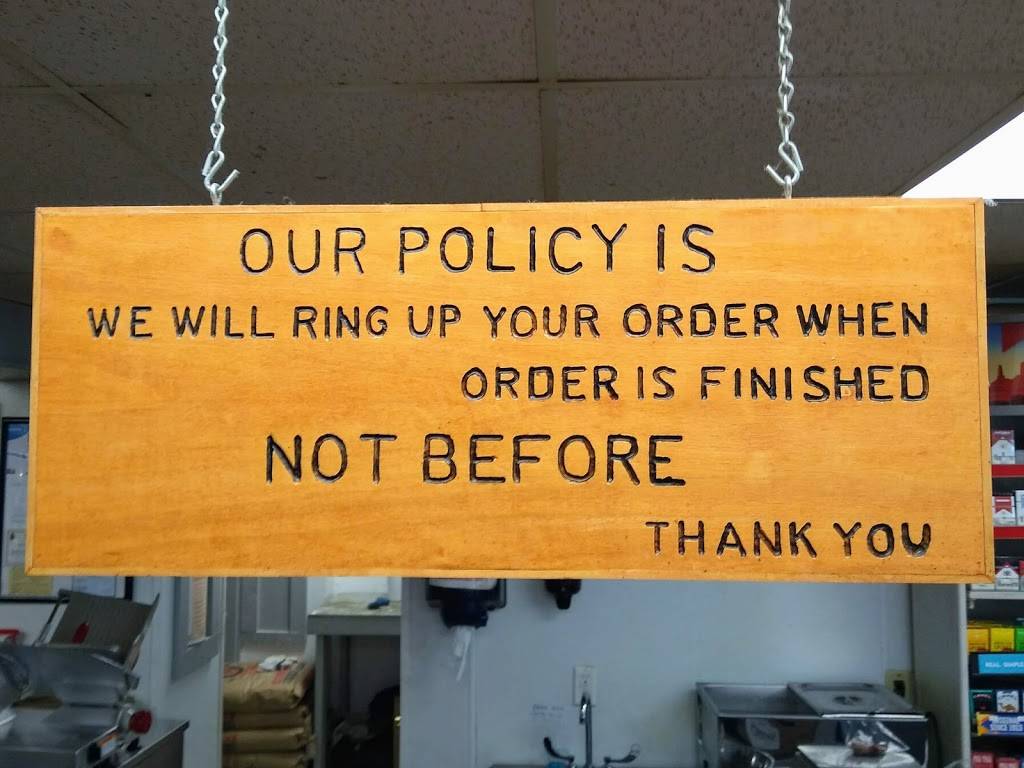 OUR POLICY IS
WE WILL RING UP YOUR ORDER WHEN
ORDER IS FINISHED
NOT BEFORE
THANK YOU